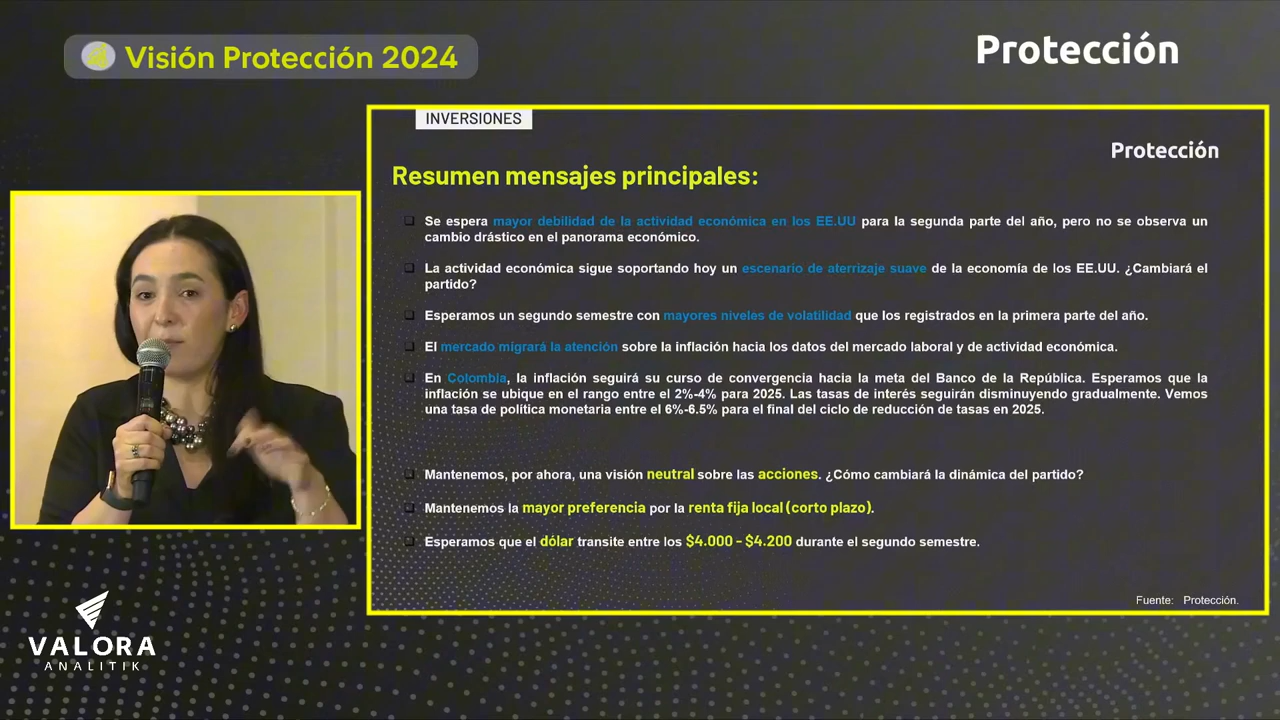 Visión Protección 2024
Protección
INVERSIONES
Protección
Resumen mensajes principales:
Se espera mayor debilidad de la actividad económica en los EE.UU para la segunda parte del año, pero no se observa un
cambio drástico en el panorama económico.
La actividad económica sigue soportando hoy un escenario de aterrizaje suave de la economía de los EE.UU. ¿Cambiará el
partido?
Esperamos un segundo semestre con mayores niveles de volatilidad que los registrados en la primera parte del año.
El mercado migrará la atención sobre la inflación hacia los datos del mercado laboral y de actividad económica.
En Colombia, la inflación seguirá su curso de convergencia hacia la meta del Banco de la República. Esperamos que la
inflación se ubique en el rango entre el 2%-4% para 2025. Las tasas de interés seguirán disminuyendo gradualmente. Vemos
una tasa de política monetaria entre el 6%-6.5% para el final del ciclo de reducción de tasas en 2025.
Mantenemos, por ahora, una visión neutral sobre las acciones. ¿Cómo cambiará la dinámica del partido?
Mantenemos la mayor preferencia por la renta fija local (corto plazo).
Esperamos que el dólar transite entre los $4.000 - $4.200 durante el segundo semestre.
Fuente: Protección.
VALORA
ANALITIK